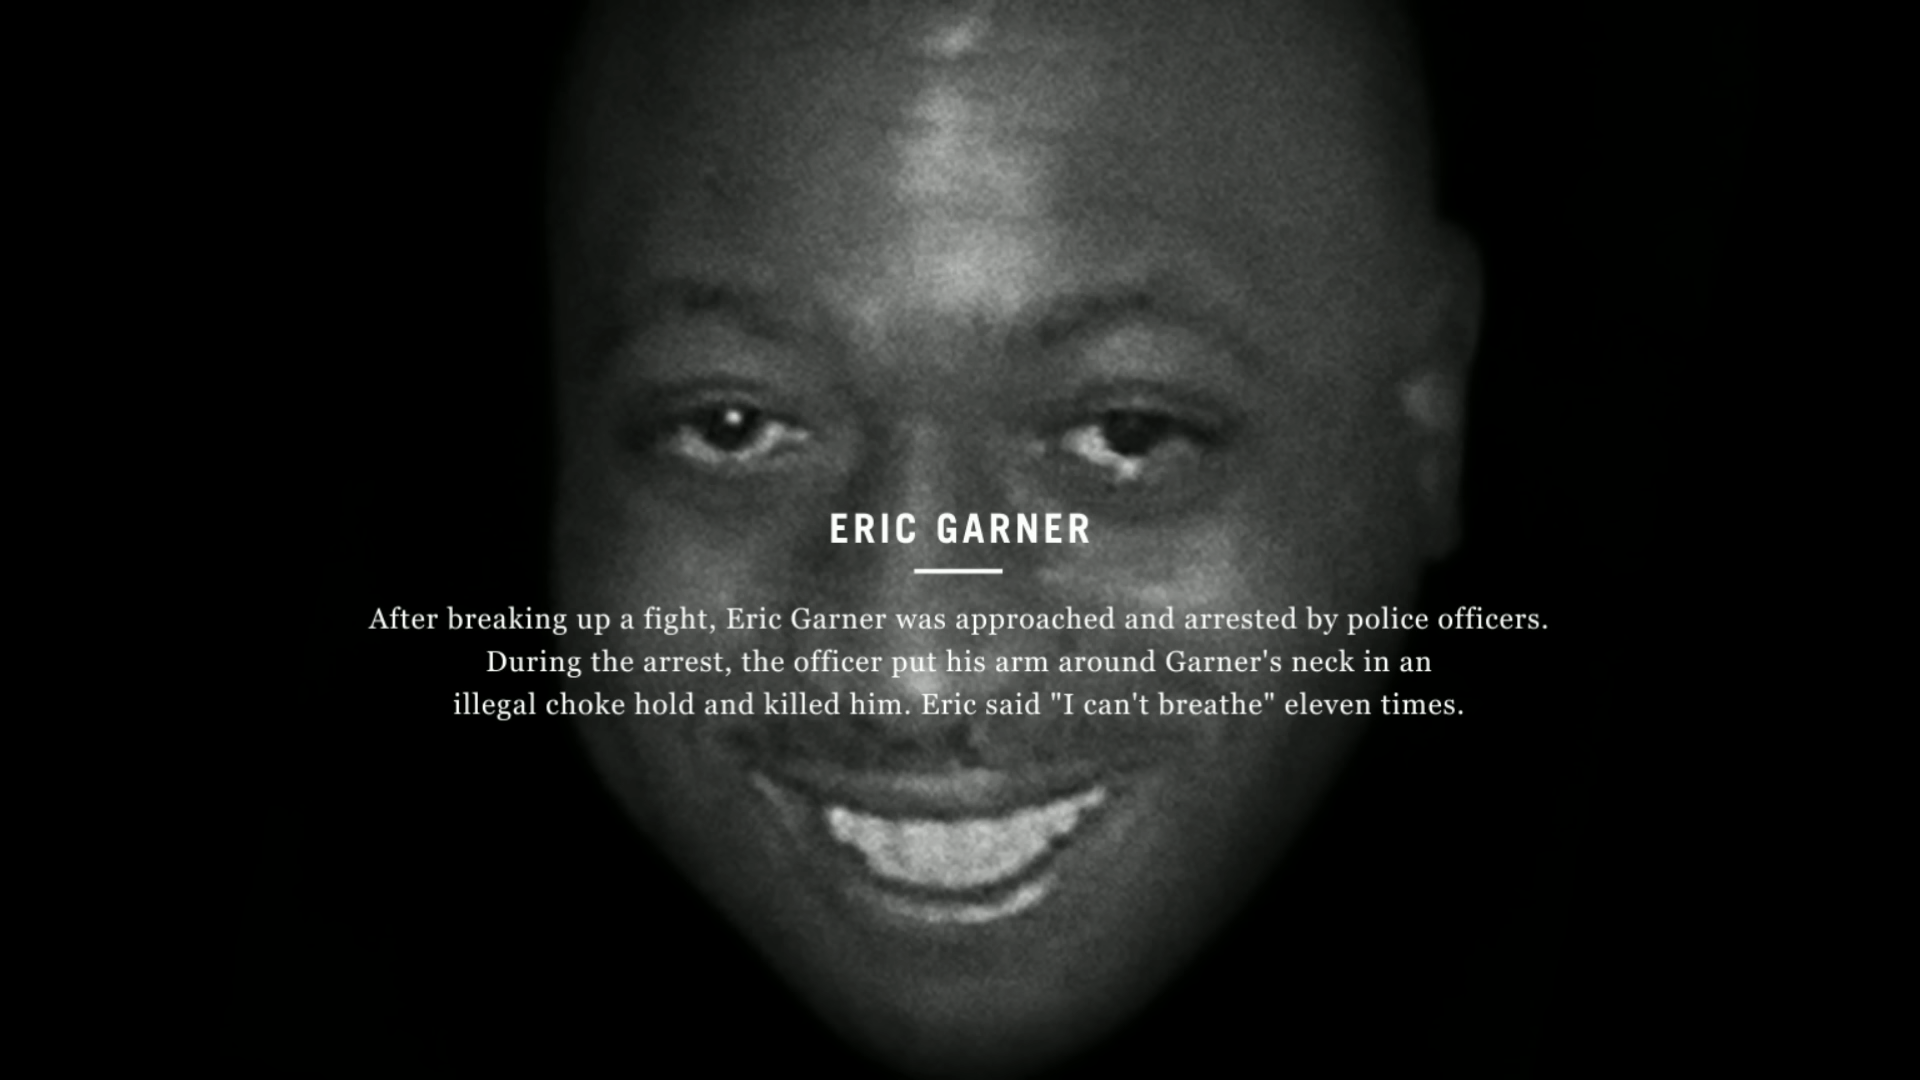 ERIC GARNER
After breaking up a fight, Eric Garner was approached and arrested by police officers.
During the arrest, the officer put his arm around Garner's neck in an
illegal choke hold and killed him. Eric said "I can't breathe" eleven times.